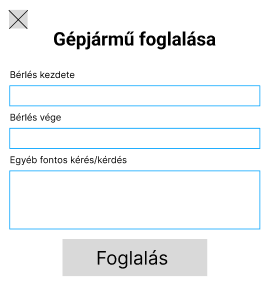 Gépjármű foglalása
Bérlés kezdete
Bérlés vége
Egyéb fontos kérés/kérdés
Foglalás